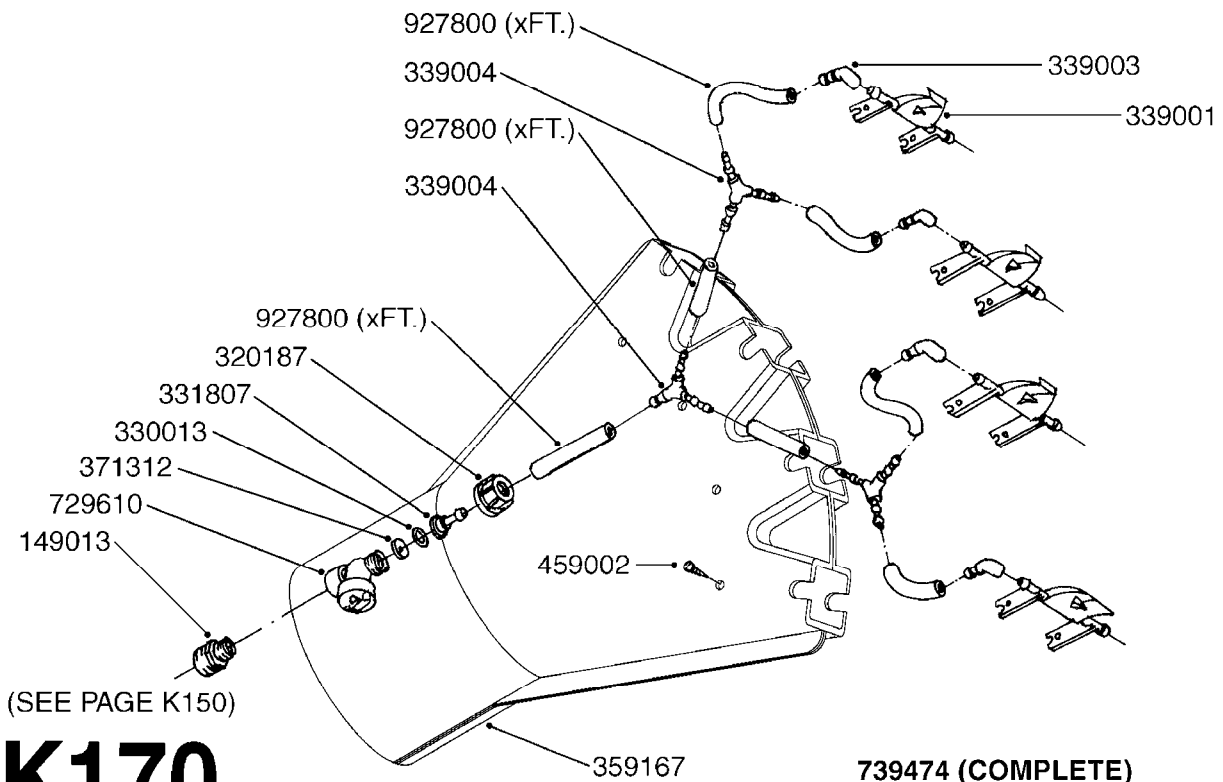 927800 (xFT.)
339004
927800 (xFT.)
339004
339003
339001
927800 (xFT.)
320187
331807
330013
371312
729610
149013
459002
(SEE PAGE K150)
K170
359167
739474 (COMPLETE)